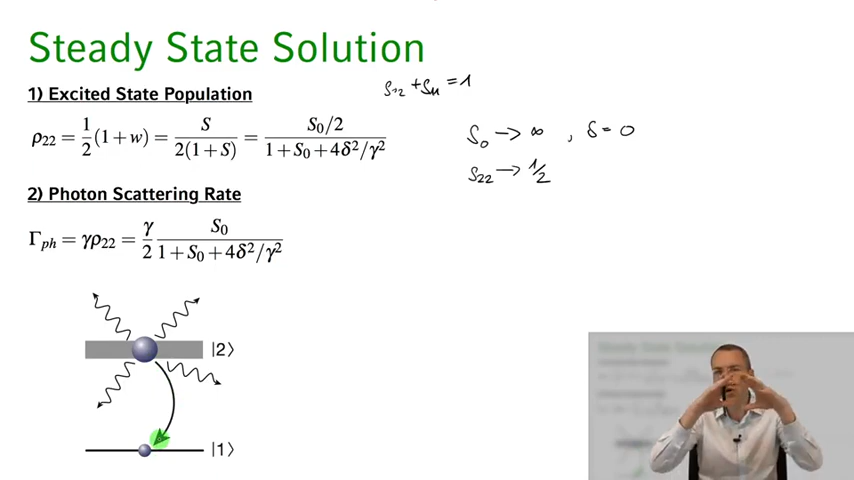 Steady State Solution
1) Excited State Population
ρ₂₂ + ρ₁₁ = 1
ρ₂₂ = 1/2 (1 + w) = S / 2(1 + S) = S₀/2 / 1 + S₀ + 4δ²/γ²
S₀ → ∞ , δ = 0
ρ₂₂ → 1/2
2) Photon Scattering Rate
Γₚₕ = γρ₂₂ = γ/2 S₀ / 1 + S₀ + 4δ²/γ²
|2⟩
|1⟩